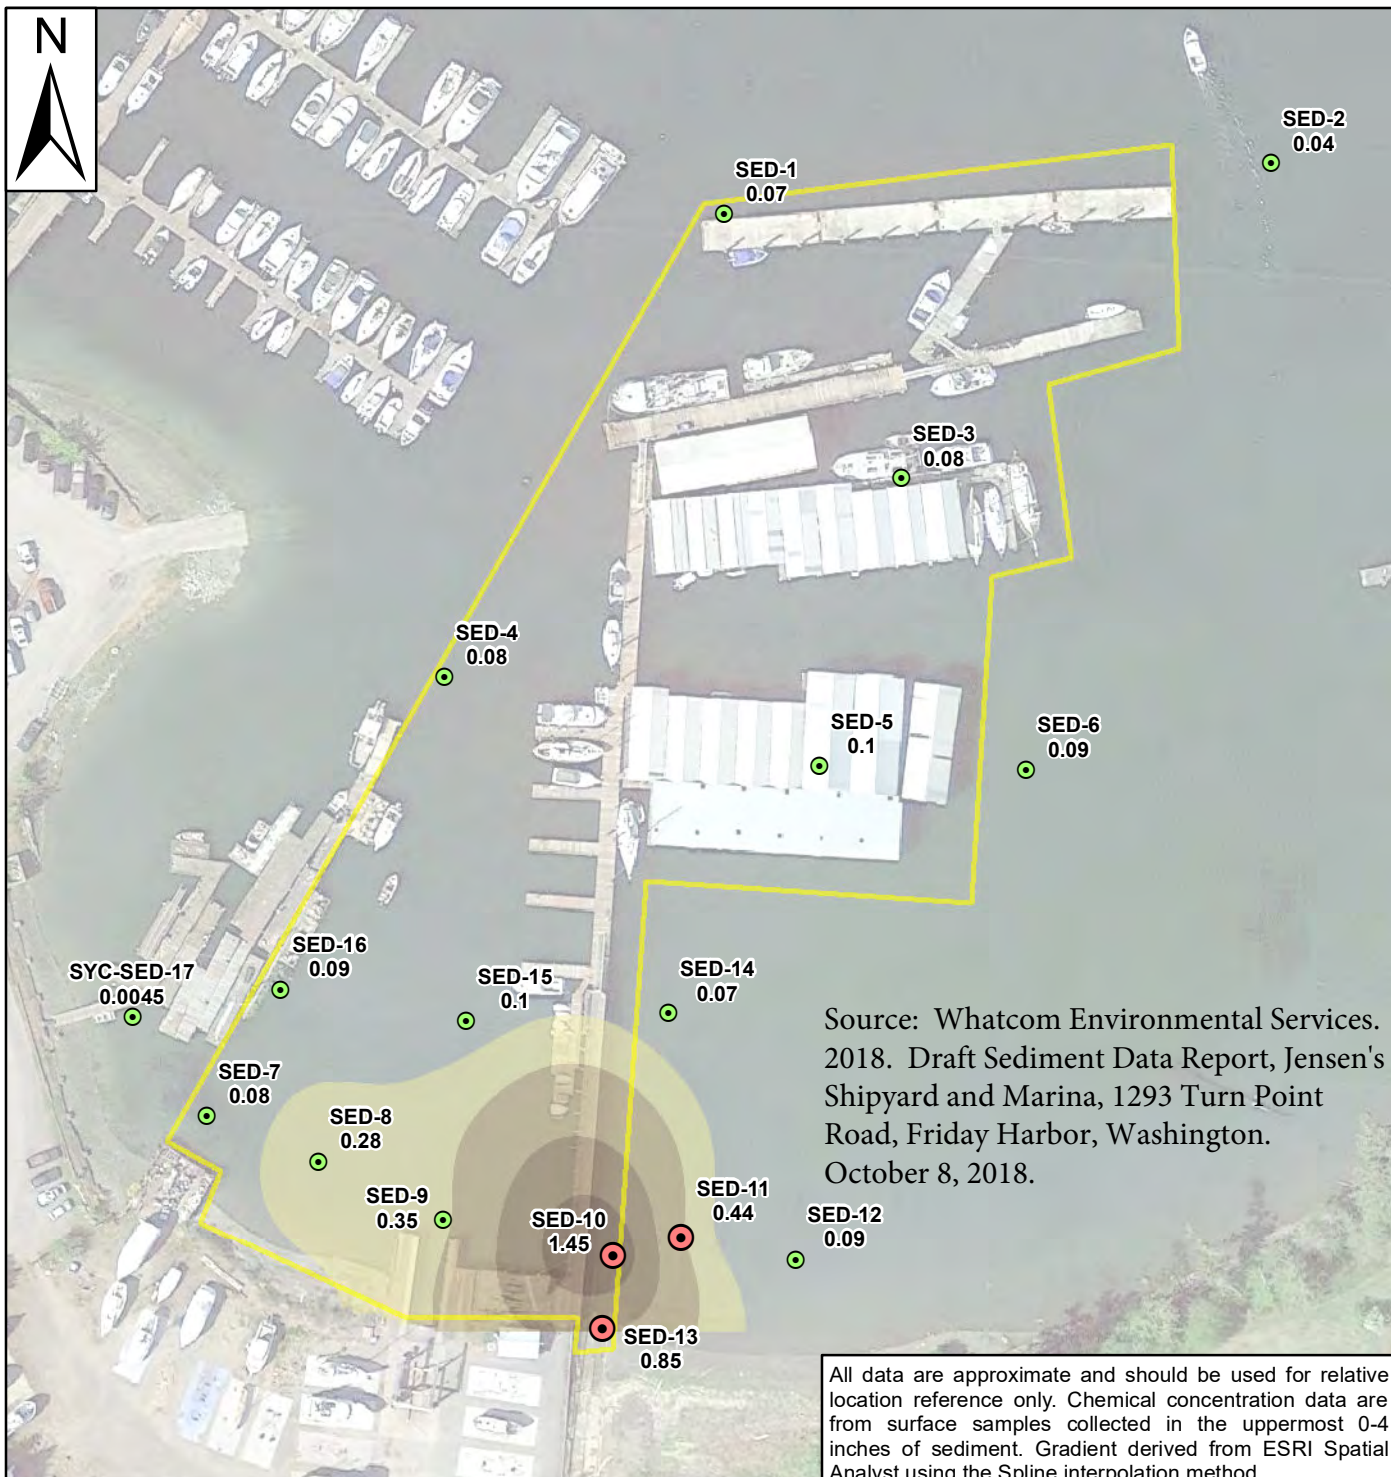 N
SED-2
0.04
SED-1
0.07
SED-3
0.08
SED-4
0.08
SED-5
0.1
SED-6
0.09
SED-16
0.09
SYC-SED-17
0.0045
SED-15
0.1
SED-14
0.07
Source: Whatcom Environmental Services.
2018. Draft Sediment Data Report, Jensen's
Shipyard and Marina, 1293 Turn Point
Road, Friday Harbor, Washington.
October 8, 2018.
SED-7
0.08
SED-8
0.28
SED-9
0.35
SED-10
1.45
SED-11
0.44
SED-12
0.09
SED-13
0.85
All data are approximate and should be used for relative
location reference only. Chemical concentration data are
from surface samples collected in the uppermost 0-4
inches of sediment. Gradient derived from ESRI Spatial
Analyst using the Spline interpolation method